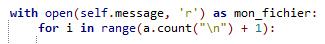 with open(self.message, 'r') as mon_fichier:
    for i in range(a.count("\n") + 1):